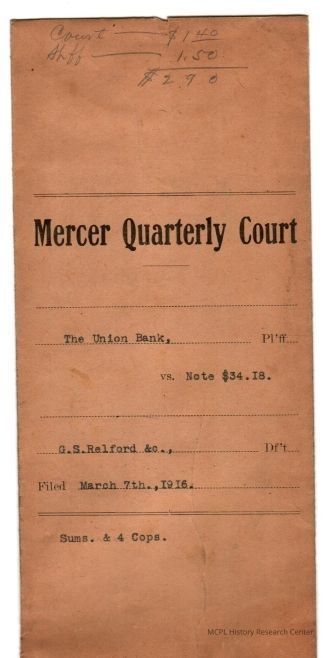 Court — $1.40
Shff — 1.50
$2.90
Mercer Quarterly Court
The Union Bank, Pl'ff
vs. Note $34.18.
G.S.Relford &c., Df't
Filed March 7th.,1916.
Sums. & 4 Cops.
MCPL History Research Center